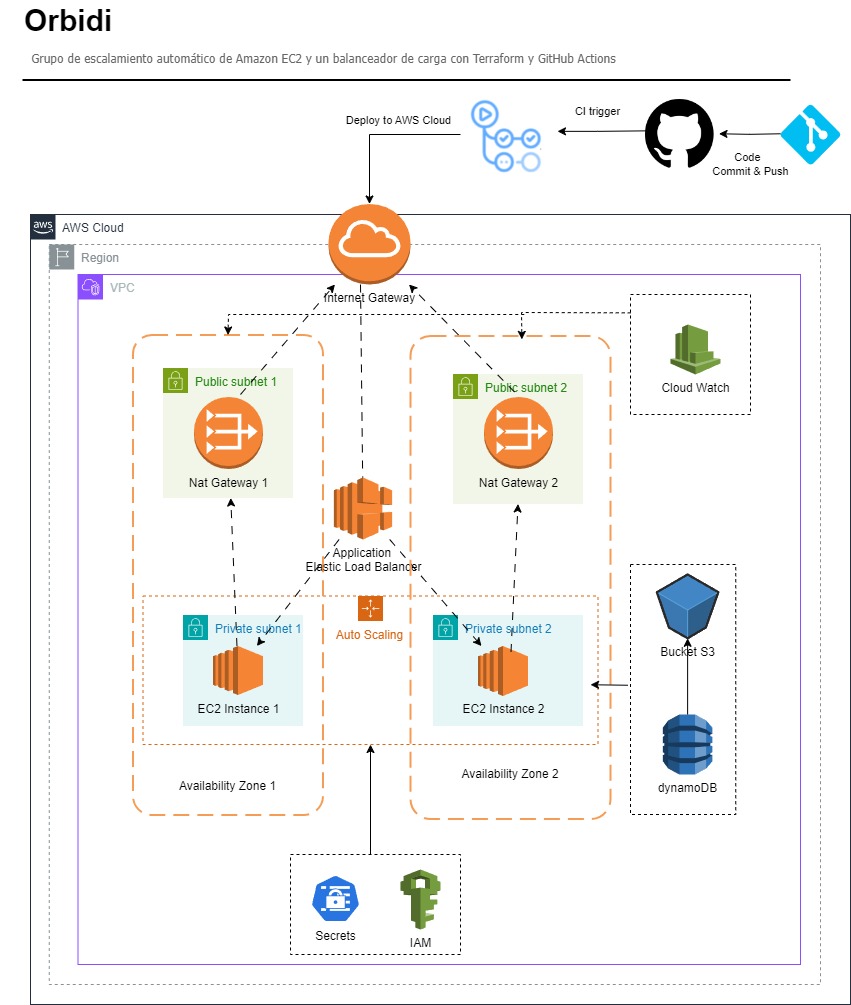 Orbidi
Grupo de escalamiento automático de Amazon EC2 y un balanceador de carga con Terraform y GitHub Actions
Deploy to AWS Cloud
CI trigger
Code
Commit & Push
aws
AWS Cloud
Region
VPC
Internet Gateway
Cloud Watch
Public subnet 1
Public subnet 2
Nat Gateway 1
Nat Gateway 2
Application
Elastic Load Balancer
Auto Scaling
Private subnet 1
Private subnet 2
EC2 Instance 1
EC2 Instance 2
Bucket S3
dynamoDB
Availability Zone 1
Availability Zone 2
Secrets
IAM